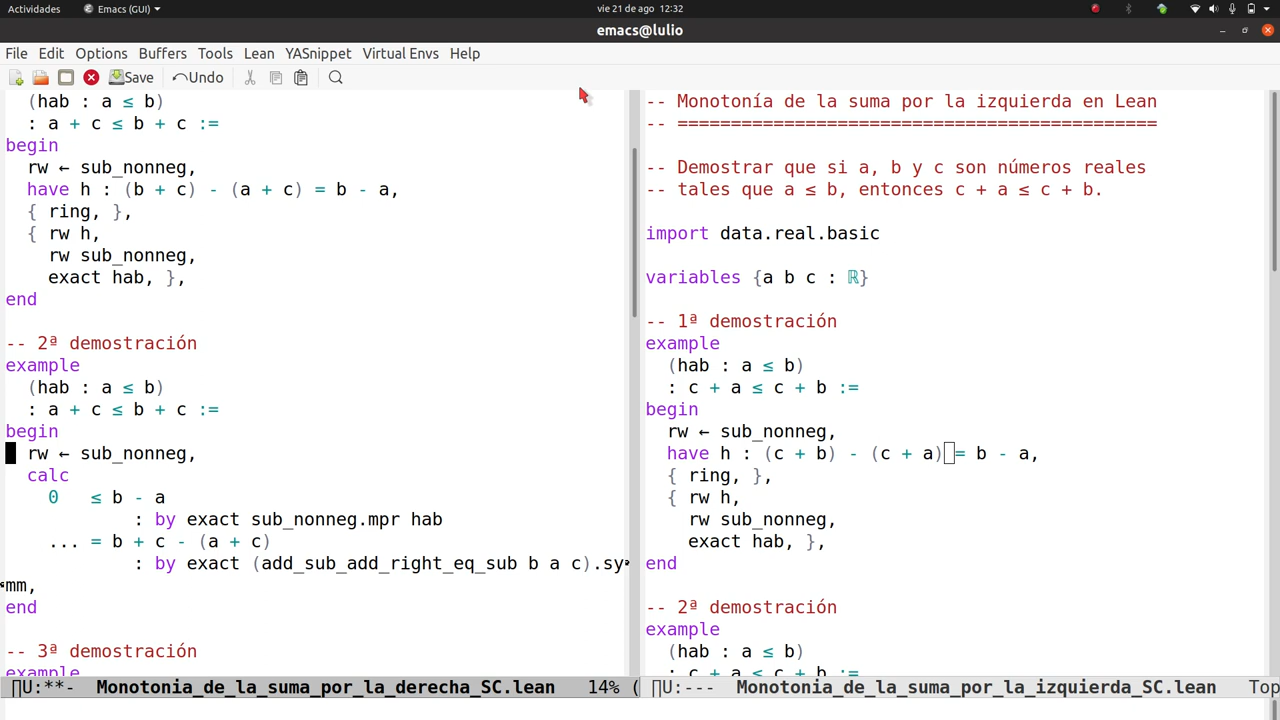 Actividades Emacs (GUI) vie 21 de ago 12:32
emacs@lulio
File Edit Options Buffers Tools Lean YASnippet Virtual Envs Help
Save Undo
(hab : a ≤ b)
: a + c ≤ b + c :=
begin
rw ← sub_nonneg,
have h : (b + c) - (a + c) = b - a,
{ ring, },
{ rw h,
rw sub_nonneg,
exact hab, },
end
-- 2ª demostración
example
(hab : a ≤ b)
: a + c ≤ b + c :=
begin
rw ← sub_nonneg,
calc
0 ≤ b - a
: by exact sub_nonneg.mpr hab
... = b + c - (a + c)
: by exact (add_sub_add_right_eq_sub b a c).sy
mm,
end
-- 3ª demostración
example
∏U:**- Monotonia_de_la_suma_por_la_derecha_SC.lean 14% (
-- Monotonía de la suma por la izquierda en Lean
-- =============================================
-- Demostrar que si a, b y c son números reales
-- tales que a ≤ b, entonces c + a ≤ c + b.
import data.real.basic
variables {a b c : ℝ}
-- 1ª demostración
example
(hab : a ≤ b)
: c + a ≤ c + b :=
begin
rw ← sub_nonneg,
have h : (c + b) - (c + a) = b - a,
{ ring, },
{ rw h,
rw sub_nonneg,
exact hab, },
end
-- 2ª demostración
example
(hab : a ≤ b)
: c + a ≤ c + b :=
∏U:--- Monotonia_de_la_suma_por_la_izquierda_SC.lean Top